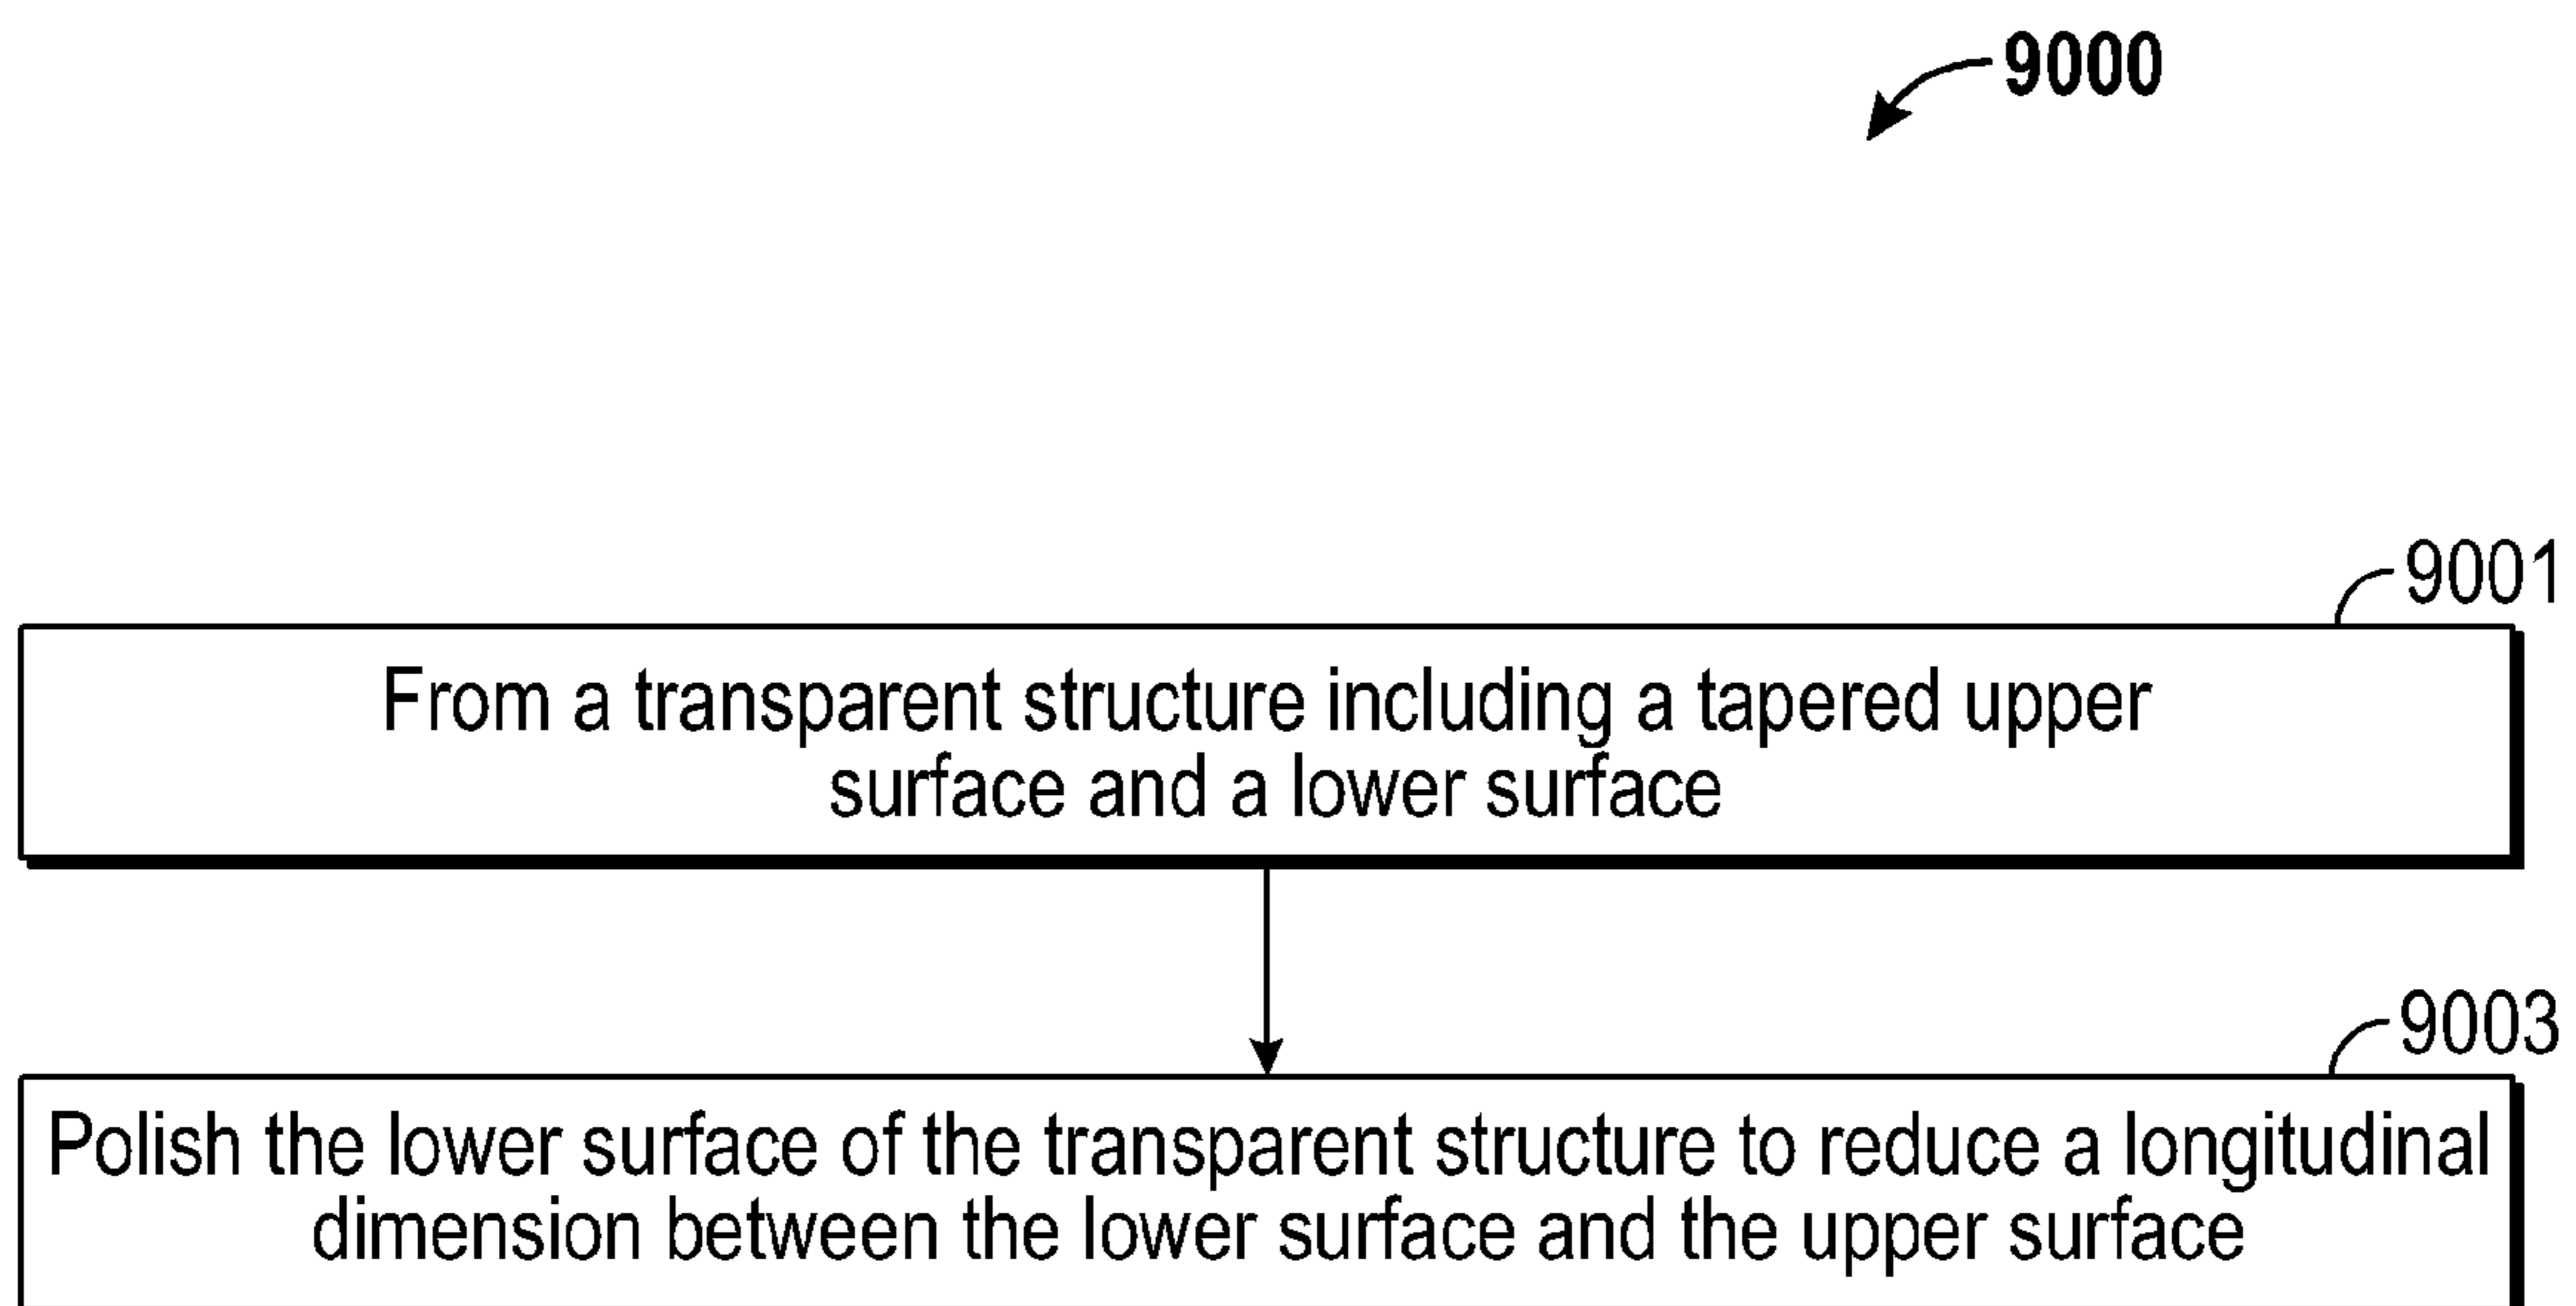 9000
9001
From a transparent structure including a tapered upper
surface and a lower surface
9003
Polish the lower surface of the transparent structure to reduce a longitudinal
dimension between the lower surface and the upper surface